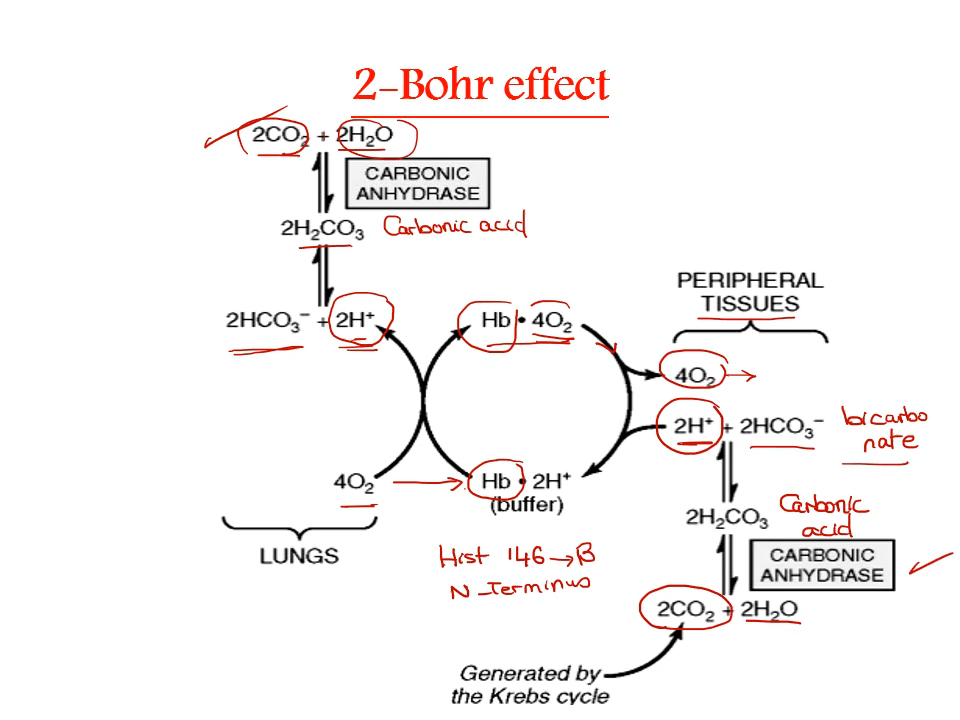 2-Bohr effect
2CO₂ + 2H₂O
CARBONIC
ANHYDRASE
2H₂CO₃ Carbonic acid
2HCO₃⁻ + 2H⁺
Hb • 4O₂
PERIPHERAL
TISSUES
4O₂
2H⁺ + 2HCO₃⁻
bicarbo
nate
4O₂
Hb • 2H⁺
(buffer)
LUNGS
2H₂CO₃
Carbonic
acid
Hist 146 → β
N-Terminus
CARBONIC
ANHYDRASE
2CO₂ + 2H₂O
Generated by
the Krebs cycle